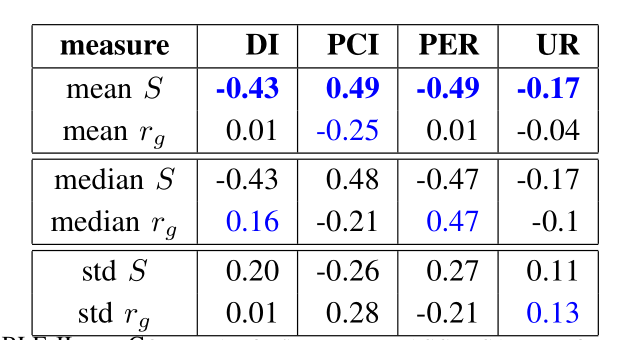 measure DI PCI PER UR
mean S -0.43 0.49 -0.49 -0.17
mean r_g 0.01 -0.25 0.01 -0.04
median S -0.43 0.48 -0.47 -0.17
median r_g 0.16 -0.21 0.47 -0.1
std S 0.20 -0.26 0.27 0.11
std r_g 0.01 0.28 -0.21 0.13